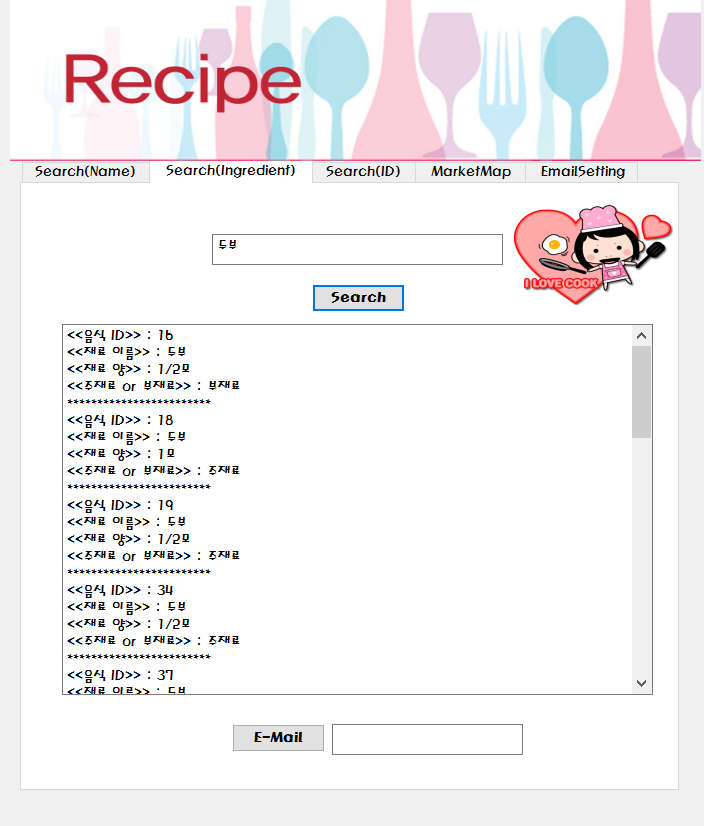 Recipe
Search(Name) Search(Ingredient) Search(ID) MarketMap EmailSetting
두부
I LOVE COOK
Search
<<음식 ID>> : 16
<<재료 이름>> : 두부
<<재료 양>> : 1/2모
<<주재료 or 부재료>> : 부재료
************************
<<음식 ID>> : 18
<<재료 이름>> : 두부
<<재료 양>> : 1모
<<주재료 or 부재료>> : 주재료
************************
<<음식 ID>> : 19
<<재료 이름>> : 두부
<<재료 양>> : 1/2모
<<주재료 or 부재료>> : 주재료
************************
<<음식 ID>> : 34
<<재료 이름>> : 두부
<<재료 양>> : 1/2모
<<주재료 or 부재료>> : 주재료
************************
<<음식 ID>> : 37
<<재료 이름>> : 두부
E-Mail